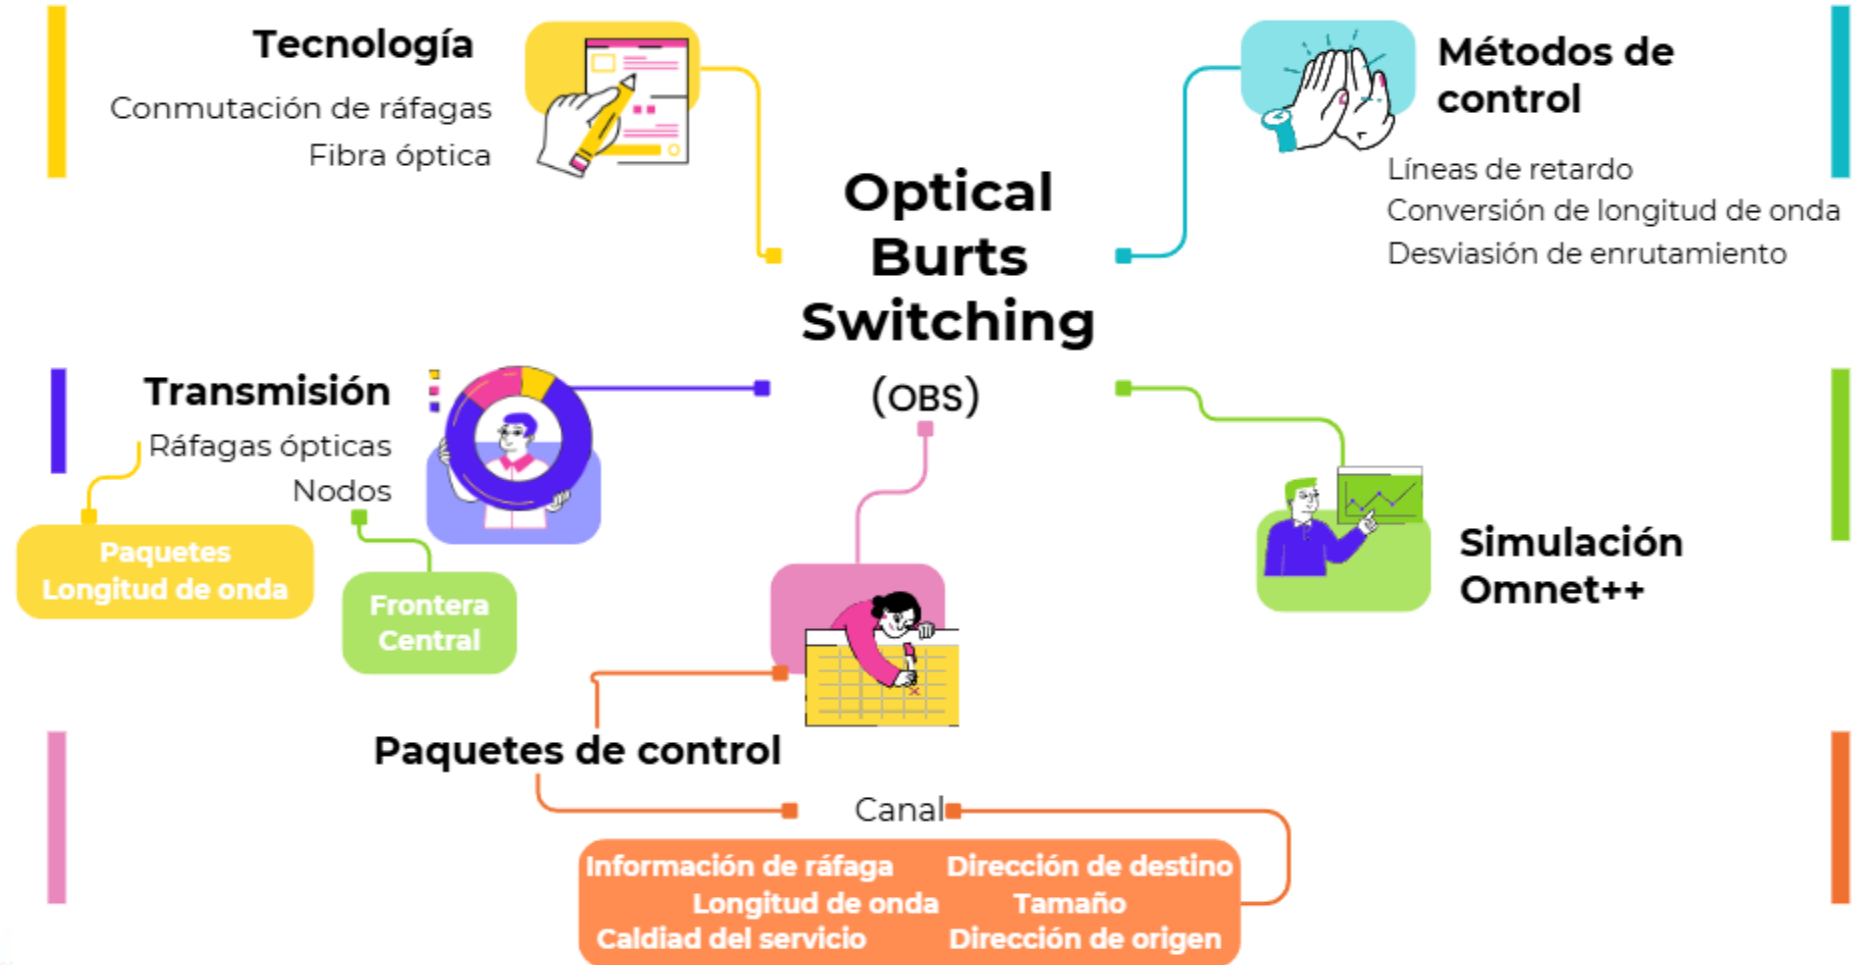 Tecnología
Conmutación de ráfagas
Fibra óptica
Métodos de
control
Líneas de retardo
Conversión de longitud de onda
Desviasión de enrutamiento
Optical
Burts
Switching
(OBS)
Transmisión
Ráfagas ópticas
Nodos
Paquetes
Longitud de onda
Frontera
Central
Simulación
Omnet++
Paquetes de control
Canal
Información de ráfaga Dirección de destino
Longitud de onda Tamaño
Caldiad del servicio Dirección de origen